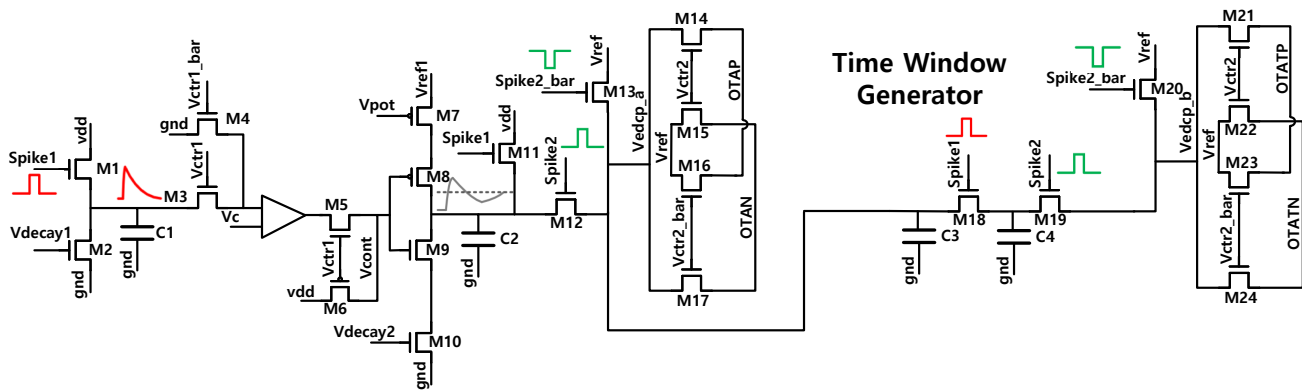 Time Window
Generator
vdd
Spike1
M1
M3
Vdecay1
M2
gnd
C1
gnd
Vctr1_bar
M4
gnd
Vctr1
Vc
M5
Vctr1
Vcont
vdd
M6
Vpot
Vref1
M7
M8
M9
Vdecay2
M10
gnd
Spike1
vdd
M11
C2
gnd
Spike2
M12
Spike2_bar
Vref
M13
Vedcp_a
M14
Vctr2
OTAP
M15
Vref
M16
Vctr2_bar
OTAN
M17
Spike1
M18
C3
gnd
Spike2
M19
C4
gnd
Spike2_bar
Vref
M20
Vedcp_b
M21
Vctr2
OTATP
M22
Vref
M23
Vctr2_bar
OTATN
M24